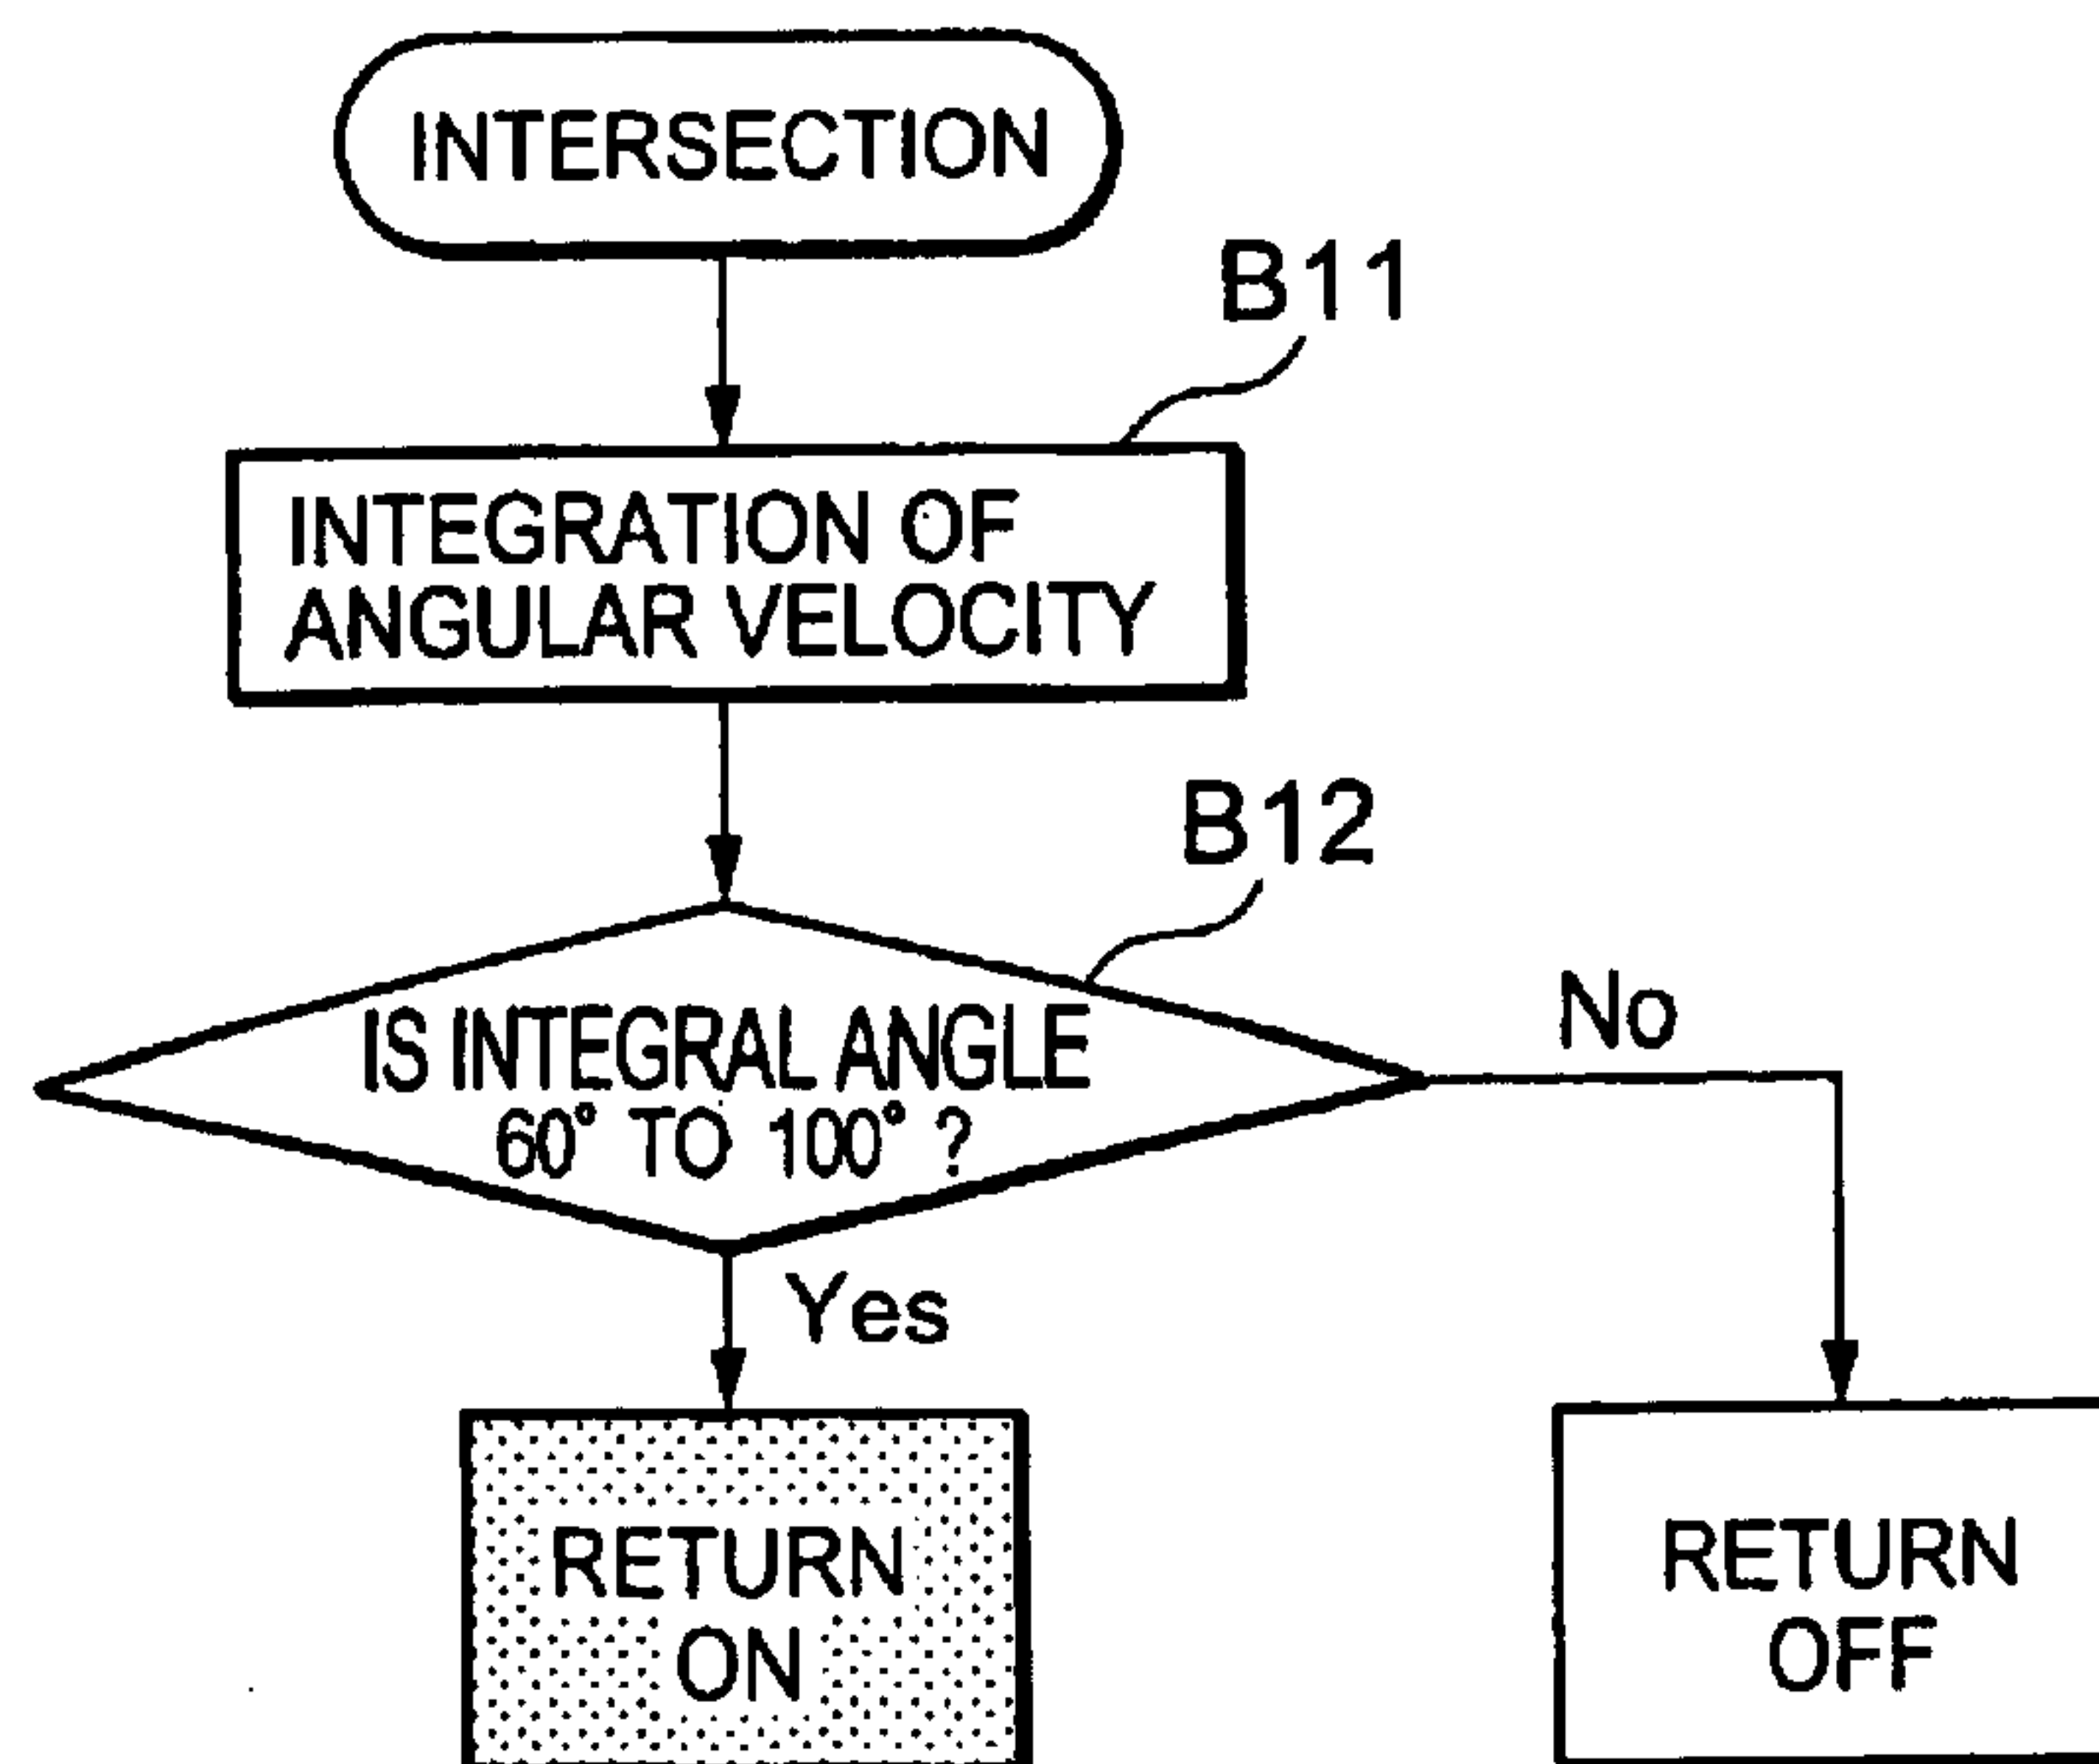 INTERSECTION
B11
INTEGRATION OF
ANGULAR VELOCITY
B12
IS INTEGRAL ANGLE
60° TO 100° ?
No
Yes
RETURN
ON
RETURN
OFF